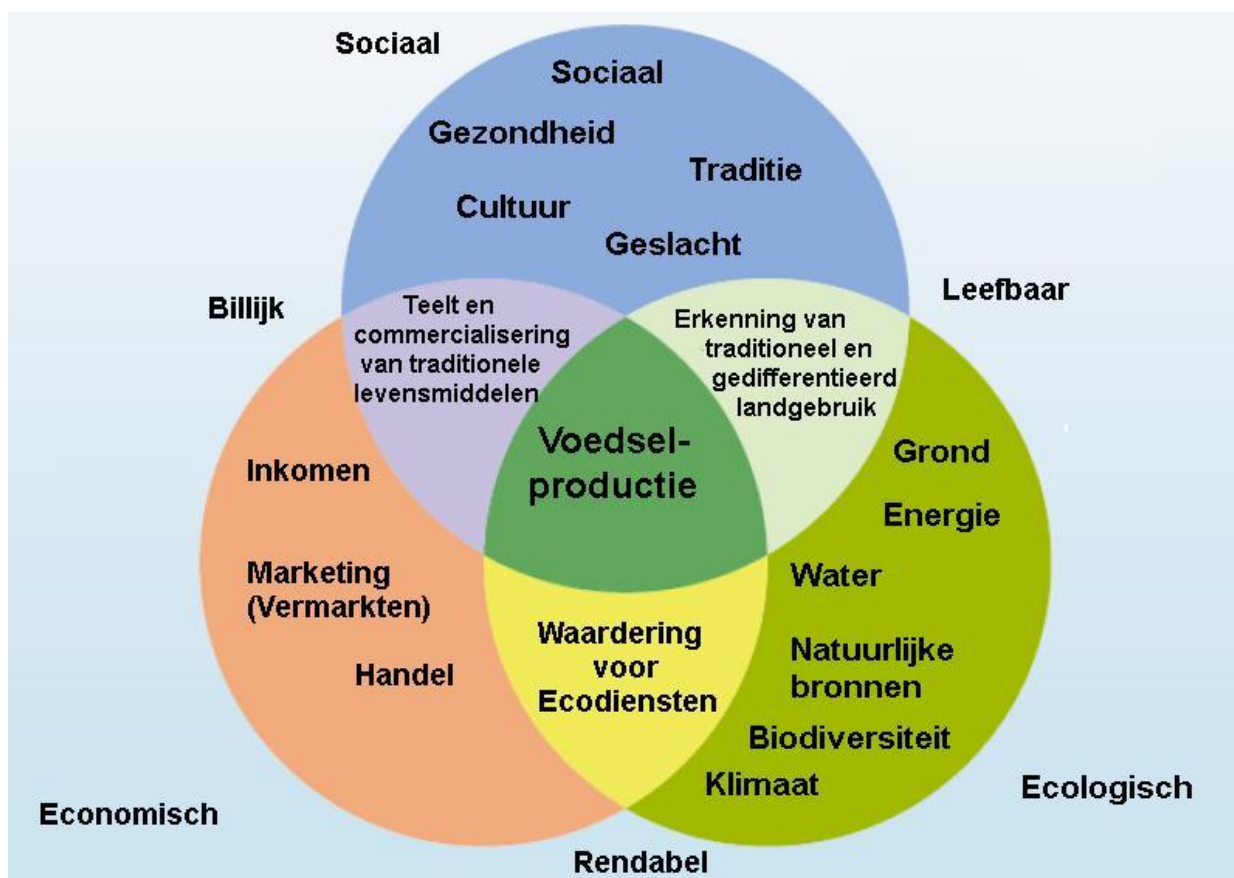 Sociaal
Sociaal
Gezondheid
Traditie
Cultuur
Geslacht
Billijk
Leefbaar
Teelt en
commercialisering
van traditionele
levensmiddelen
Erkenning van
traditioneel en
gedifferentieerd
landgebruik
Voedsel-
productie
Inkomen
Marketing
(Vermarkten)
Handel
Grond
Energie
Water
Natuurlijke
bronnen
Biodiversiteit
Klimaat
Waardering
voor
Ecodiensten
Economisch
Ecologisch
Rendabel